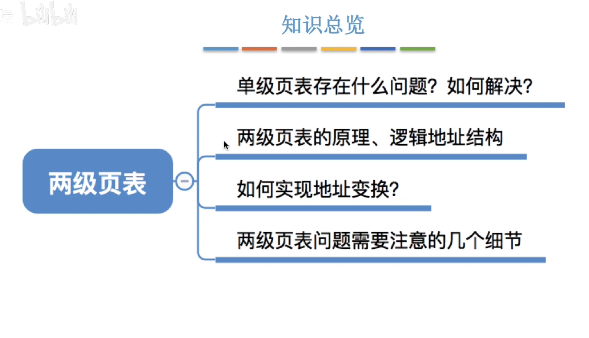 bilibili
知识总览
单级页表存在什么问题？如何解决？
两级页表的原理、逻辑地址结构
两级页表
如何实现地址变换？
两级页表问题需要注意的几个细节